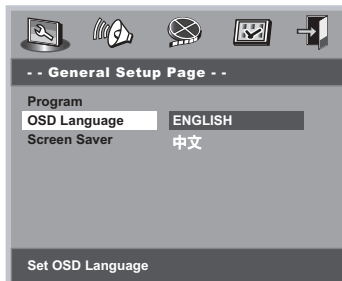 - - General Setup Page - -
Program
OSD Language ENGLISH
Screen Saver 中文
Set OSD Language